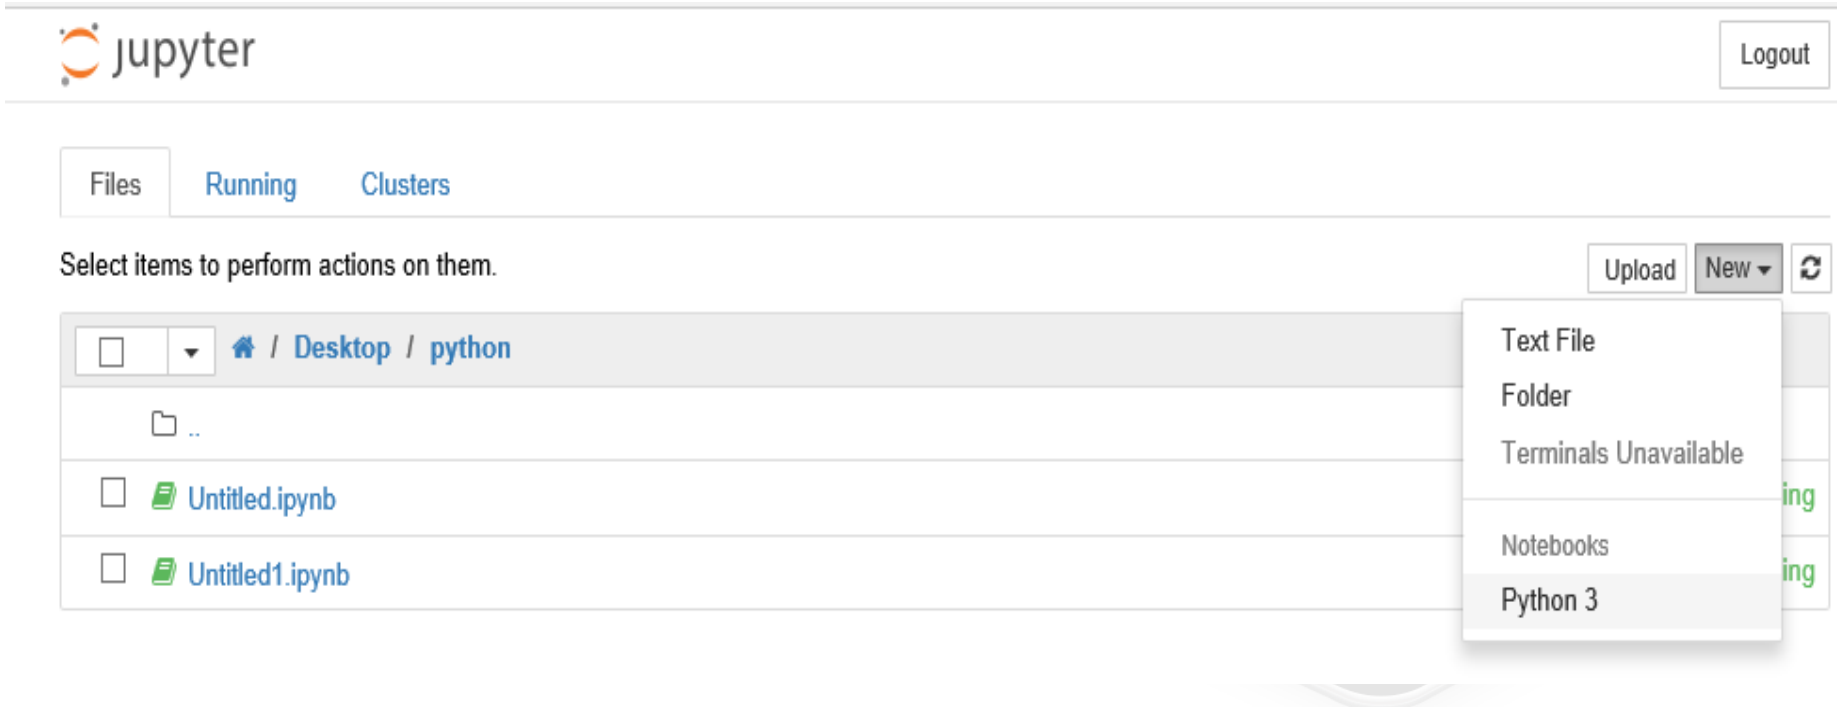 jupyter
Logout
Files Running Clusters
Select items to perform actions on them.
Upload New
/ Desktop / python
..
Untitled.ipynb
Untitled1.ipynb
Text File
Folder
Terminals Unavailable
ing
Notebooks
ing
Python 3